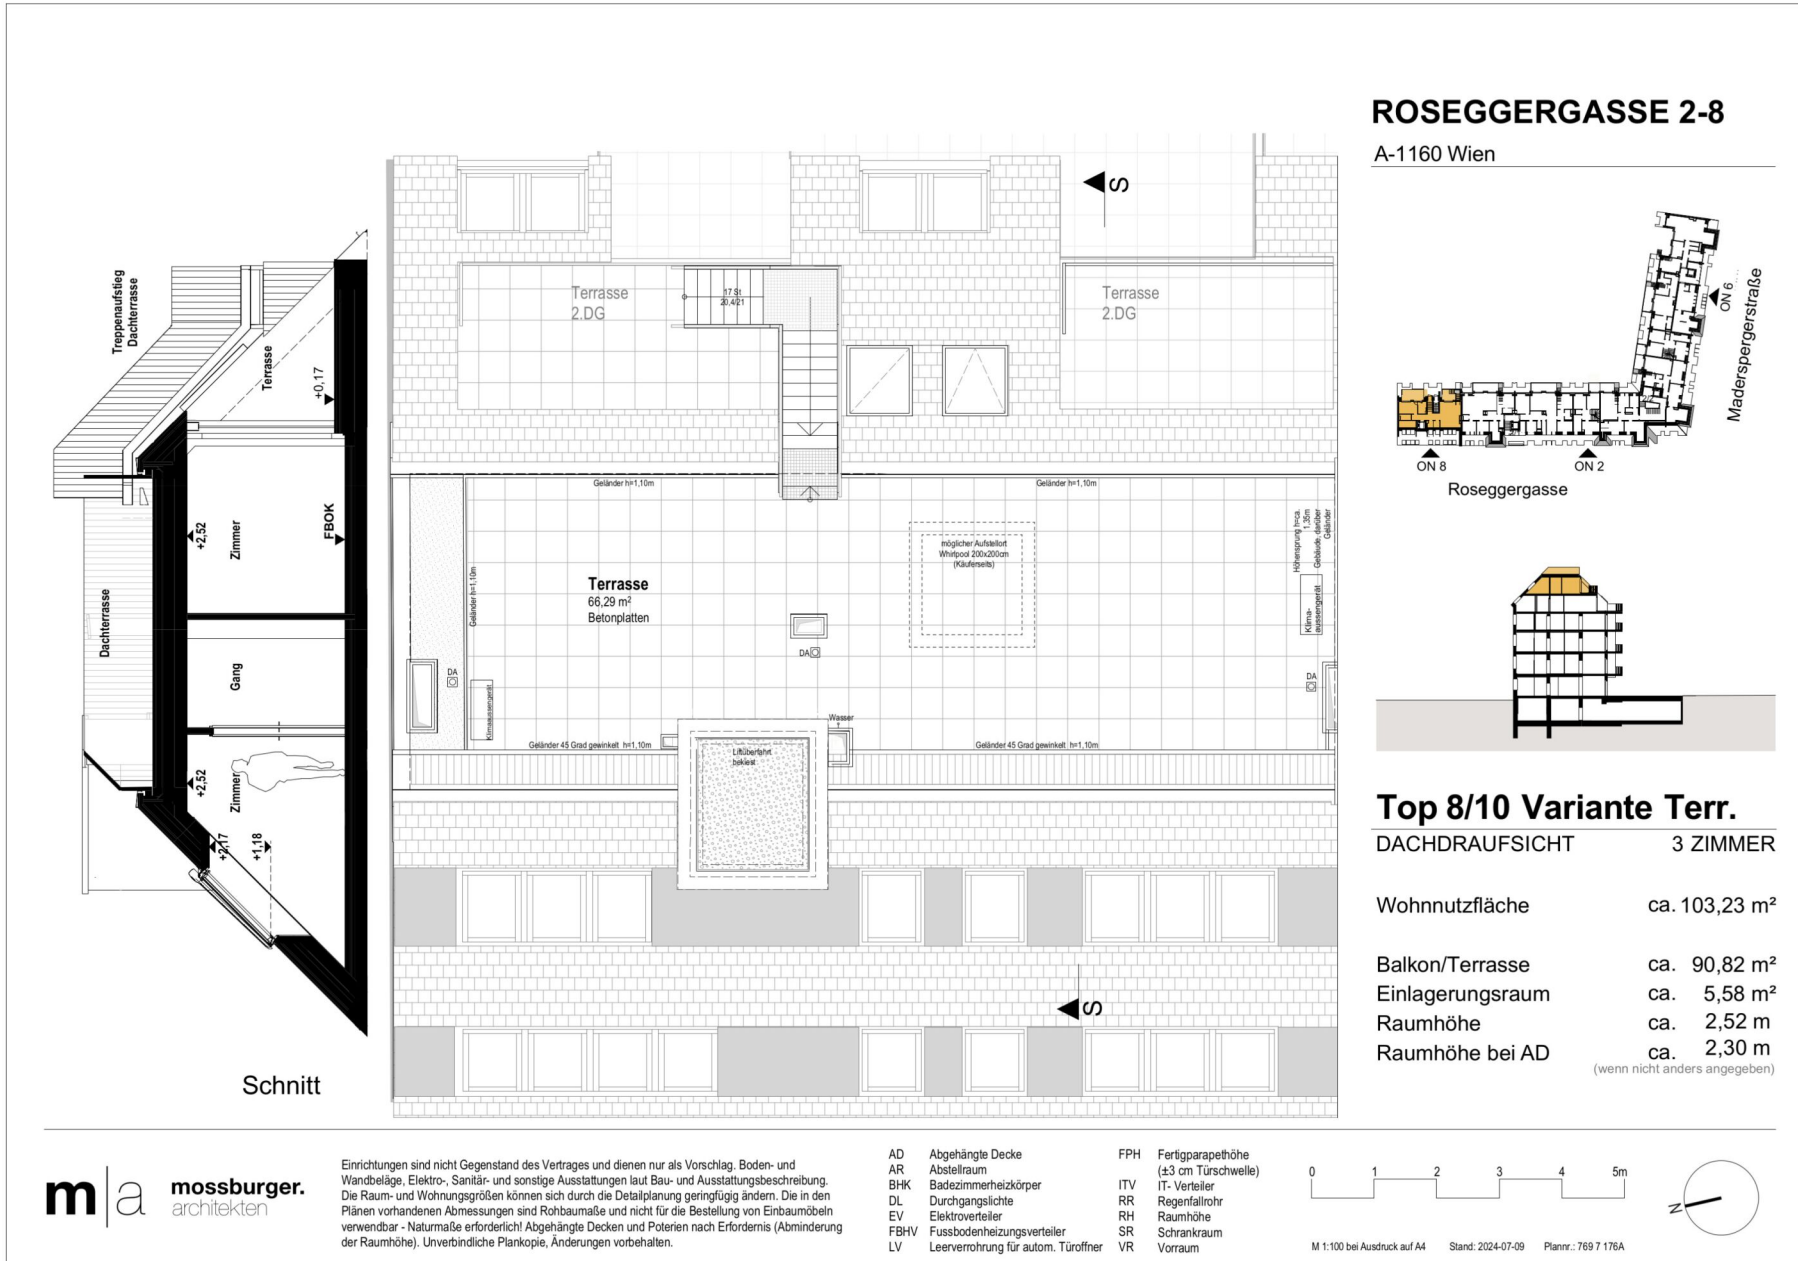 ROSEGGERGASSE 2-8
A-1160 Wien
Maderspergerstraße
ON 6
ON 8
ON 2
Roseggergasse
Treppenaufstieg
Dachterrasse
Terrasse
+0,17
Zimmer
+2,52
FBOK
Dachterrasse
Gang
Zimmer
+2,52
+2,17
+1,18
Schnitt
S
Terrasse
2.DG
17 St
20,4/21
Terrasse
2.DG
Geländer h=1,10m
Geländer h=1,10m
Geländer h=1,10m
Terrasse
66,29 m²
Betonplatten
möglicher Aufstellort
Whirlpool 200x200cm
(Käuferseits)
Höhensprung h=ca.
1,35m
Gebäude, darüber
Geländer
Klima-
aussengerät
DA
DA
DA
Klimaaussengerät
Wasser
Geländer 45 Grad gewinkelt h=1,10m
Geländer 45 Grad gewinkelt h=1,10m
Liftüberfahrt
bekiest
S
Top 8/10 Variante Terr.
DACHDRAUFSICHT 3 ZIMMER
Wohnnutzfläche ca. 103,23 m²
Balkon/Terrasse ca. 90,82 m²
Einlagerungsraum ca. 5,58 m²
Raumhöhe ca. 2,52 m
Raumhöhe bei AD ca. 2,30 m
(wenn nicht anders angegeben)
m|a
mossburger.
architekten
Einrichtungen sind nicht Gegenstand des Vertrages und dienen nur als Vorschlag. Boden- und
Wandbeläge, Elektro-, Sanitär- und sonstige Ausstattungen laut Bau- und Ausstattungsbeschreibung.
Die Raum- und Wohnungsgrößen können sich durch die Detailplanung geringfügig ändern. Die in den
Plänen vorhandenen Abmessungen sind Rohbaumaße und nicht für die Bestellung von Einbaumöbeln
verwendbar - Naturmaße erforderlich! Abgehängte Decken und Poterien nach Erfordernis (Abminderung
der Raumhöhe). Unverbindliche Plankopie, Änderungen vorbehalten.
AD Abgehängte Decke
AR Abstellraum
BHK Badezimmerheizkörper
DL Durchgangslichte
EV Elektroverteiler
FBHV Fussbodenheizungsverteiler
LV Leerverrohrung für autom. Türöffner
FPH Fertigparapethöhe
(±3 cm Türschwelle)
ITV IT- Verteiler
RR Regenfallrohr
RH Raumhöhe
SR Schrankraum
VR Vorraum
0 1 2 3 4 5m
N
M 1:100 bei Ausdruck auf A4 Stand: 2024-07-09 Plannr.: 769 7 176A